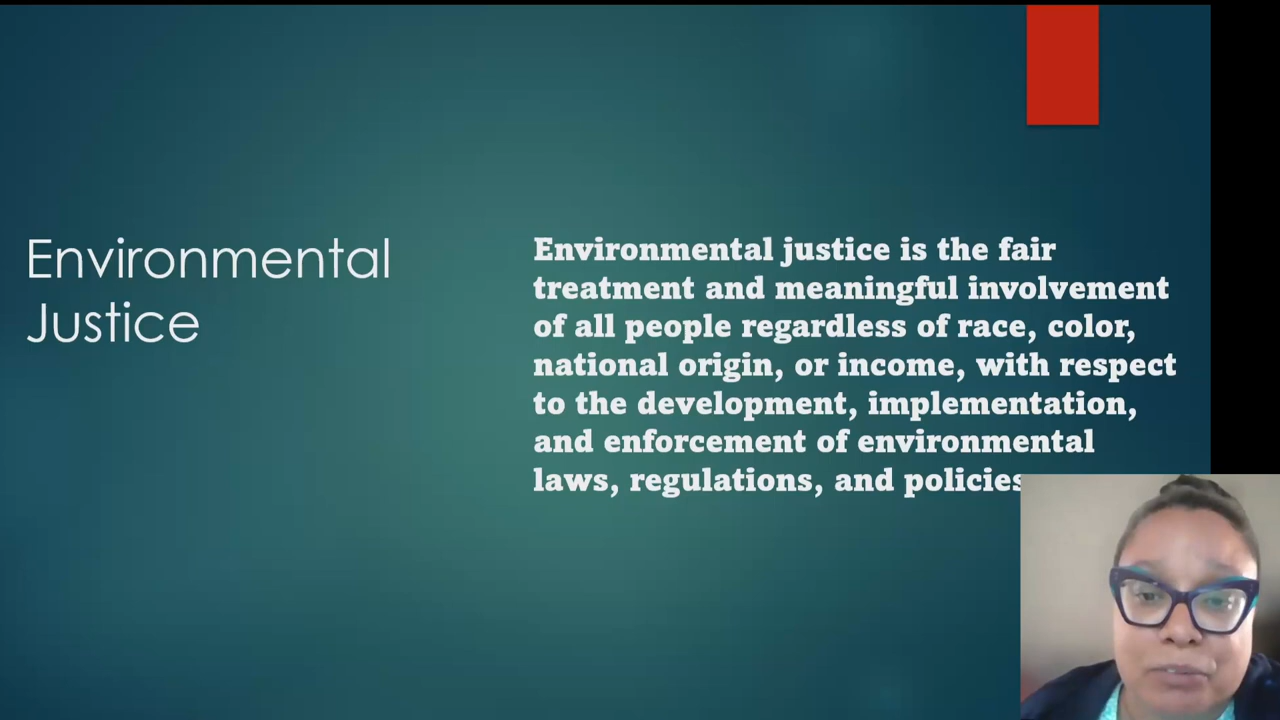 Environmental
Justice
Environmental justice is the fair
treatment and meaningful involvement
of all people regardless of race, color,
national origin, or income, with respect
to the development, implementation,
and enforcement of environmental
laws, regulations, and policies